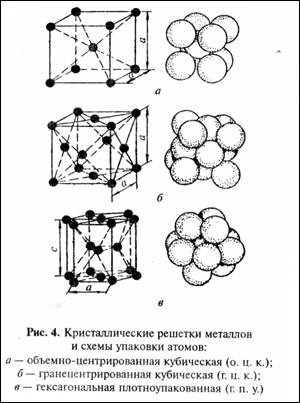 a
a
а
a
a
б
c
a
в
Рис. 4. Кристаллические решетки металлов
и схемы упаковки атомов:
а — объемно-центрированная кубическая (о. ц. к.);
б — гранецентрированная кубическая (г. ц. к.);
в — гексагональная плотноупакованная (г. п. у.)